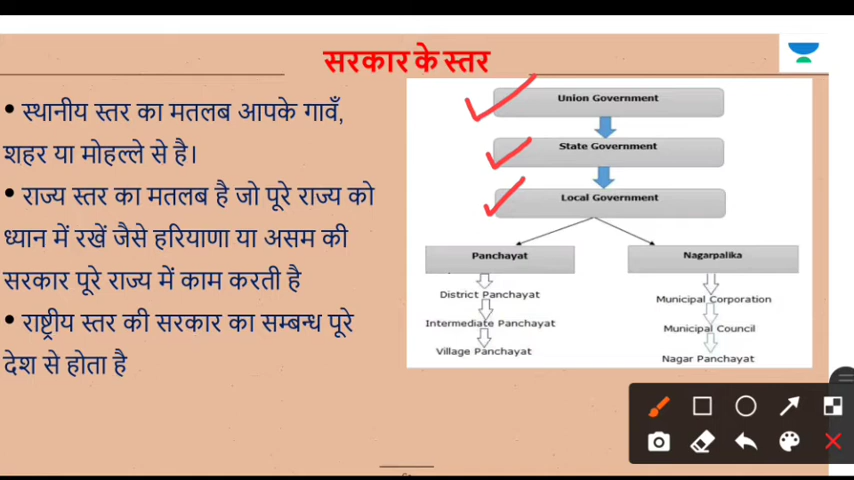 सरकार के स्तर
• स्थानीय स्तर का मतलब आपके गावँ,
शहर या मोहल्ले से है।
• राज्य स्तर का मतलब है जो पूरे राज्य को
ध्यान में रखें जैसे हरियाणा या असम की
सरकार पूरे राज्य में काम करती है
• राष्ट्रीय स्तर की सरकार का सम्बन्ध पूरे
देश से होता है
Union Government
State Government
Local Government
Panchayat
District Panchayat
Intermediate Panchayat
Village Panchayat
Nagarpalika
Municipal Corporation
Municipal Council
Nagar Panchayat